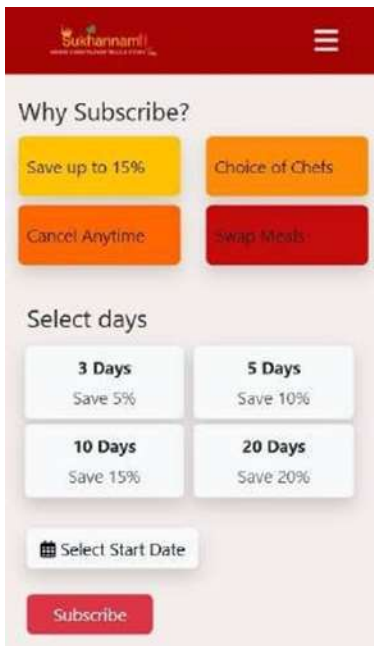 Sukhannam!!
Why Subscribe?
Save up to 15%
Choice of Chefs
Cancel Anytime
Swap Meals
Select days
3 Days
Save 5%
5 Days
Save 10%
10 Days
Save 15%
20 Days
Save 20%
Select Start Date
Subscribe